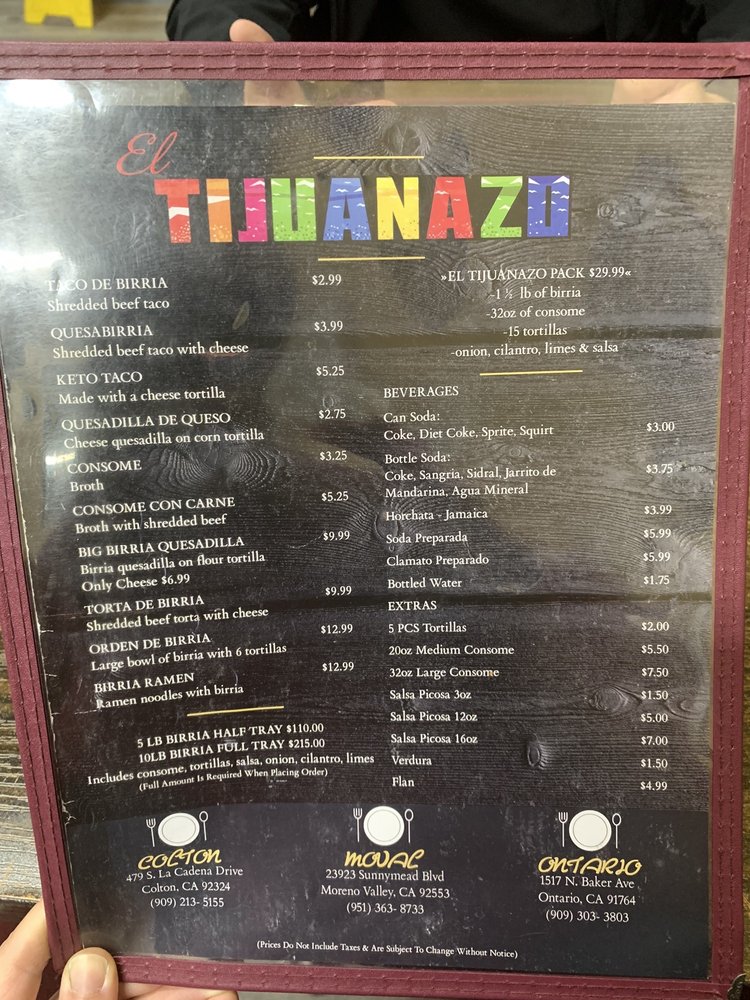 El
TIJUANAZO
TACO DE BIRRIA $2.99
Shredded beef taco
QUESABIRRIA $3.99
Shredded beef taco with cheese
KETO TACO $5.25
Made with a cheese tortilla
QUESADILLA DE QUESO $2.75
Cheese quesadilla on corn tortilla
CONSOME $3.25
Broth
CONSOME CON CARNE $5.25
Broth with shredded beef
BIG BIRRIA QUESADILLA $9.99
Birria quesadilla on flour tortilla
Only Cheese $6.99
TORTA DE BIRRIA $9.99
Shredded beef torta with cheese
ORDEN DE BIRRIA $12.99
Large bowl of birria with 6 tortillas
BIRRIA RAMEN $12.99
Ramen noodles with birria
5 LB BIRRIA HALF TRAY $110.00
10LB BIRRIA FULL TRAY $215.00
Includes consome, tortillas, salsa, onion, cilantro, limes
(Full Amount Is Required When Placing Order)
»EL TIJUANAZO PACK $29.99«
-1 ½ lb of birria
-32oz of consome
-15 tortillas
-onion, cilantro, limes & salsa
BEVERAGES
Can Soda:
Coke, Diet Coke, Sprite, Squirt $3.00
Bottle Soda:
Coke, Sangria, Sidral, Jarrito de $3.75
Mandarina, Agua Mineral
Horchata - Jamaica $3.99
Soda Preparada $5.99
Clamato Preparado $5.99
Bottled Water $1.75
EXTRAS
5 PCS Tortillas $2.00
20oz Medium Consome $5.50
32oz Large Consome $7.50
Salsa Picosa 3oz $1.50
Salsa Picosa 12oz $5.00
Salsa Picosa 16oz $7.00
Verdura $1.50
Flan $4.99
COLTON
479 S. La Cadena Drive
Colton, CA 92324
(909) 213- 5155
MOVAL
23923 Sunnymead Blvd
Moreno Valley, CA 92553
(951) 363- 8733
ONTARIO
1517 N. Baker Ave
Ontario, CA 91764
(909) 303- 3803
(Prices Do Not Include Taxes & Are Subject To Change Without Notice)